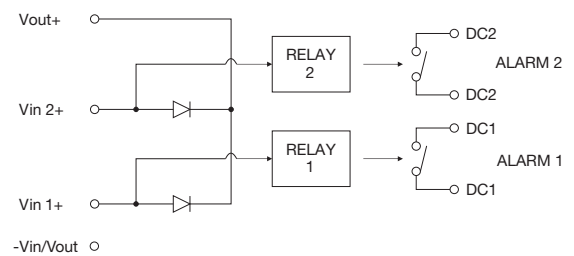 Vout+
DC2
RELAY
2
ALARM 2
DC2
Vin 2+
DC1
RELAY
1
ALARM 1
DC1
Vin 1+
-Vin/Vout